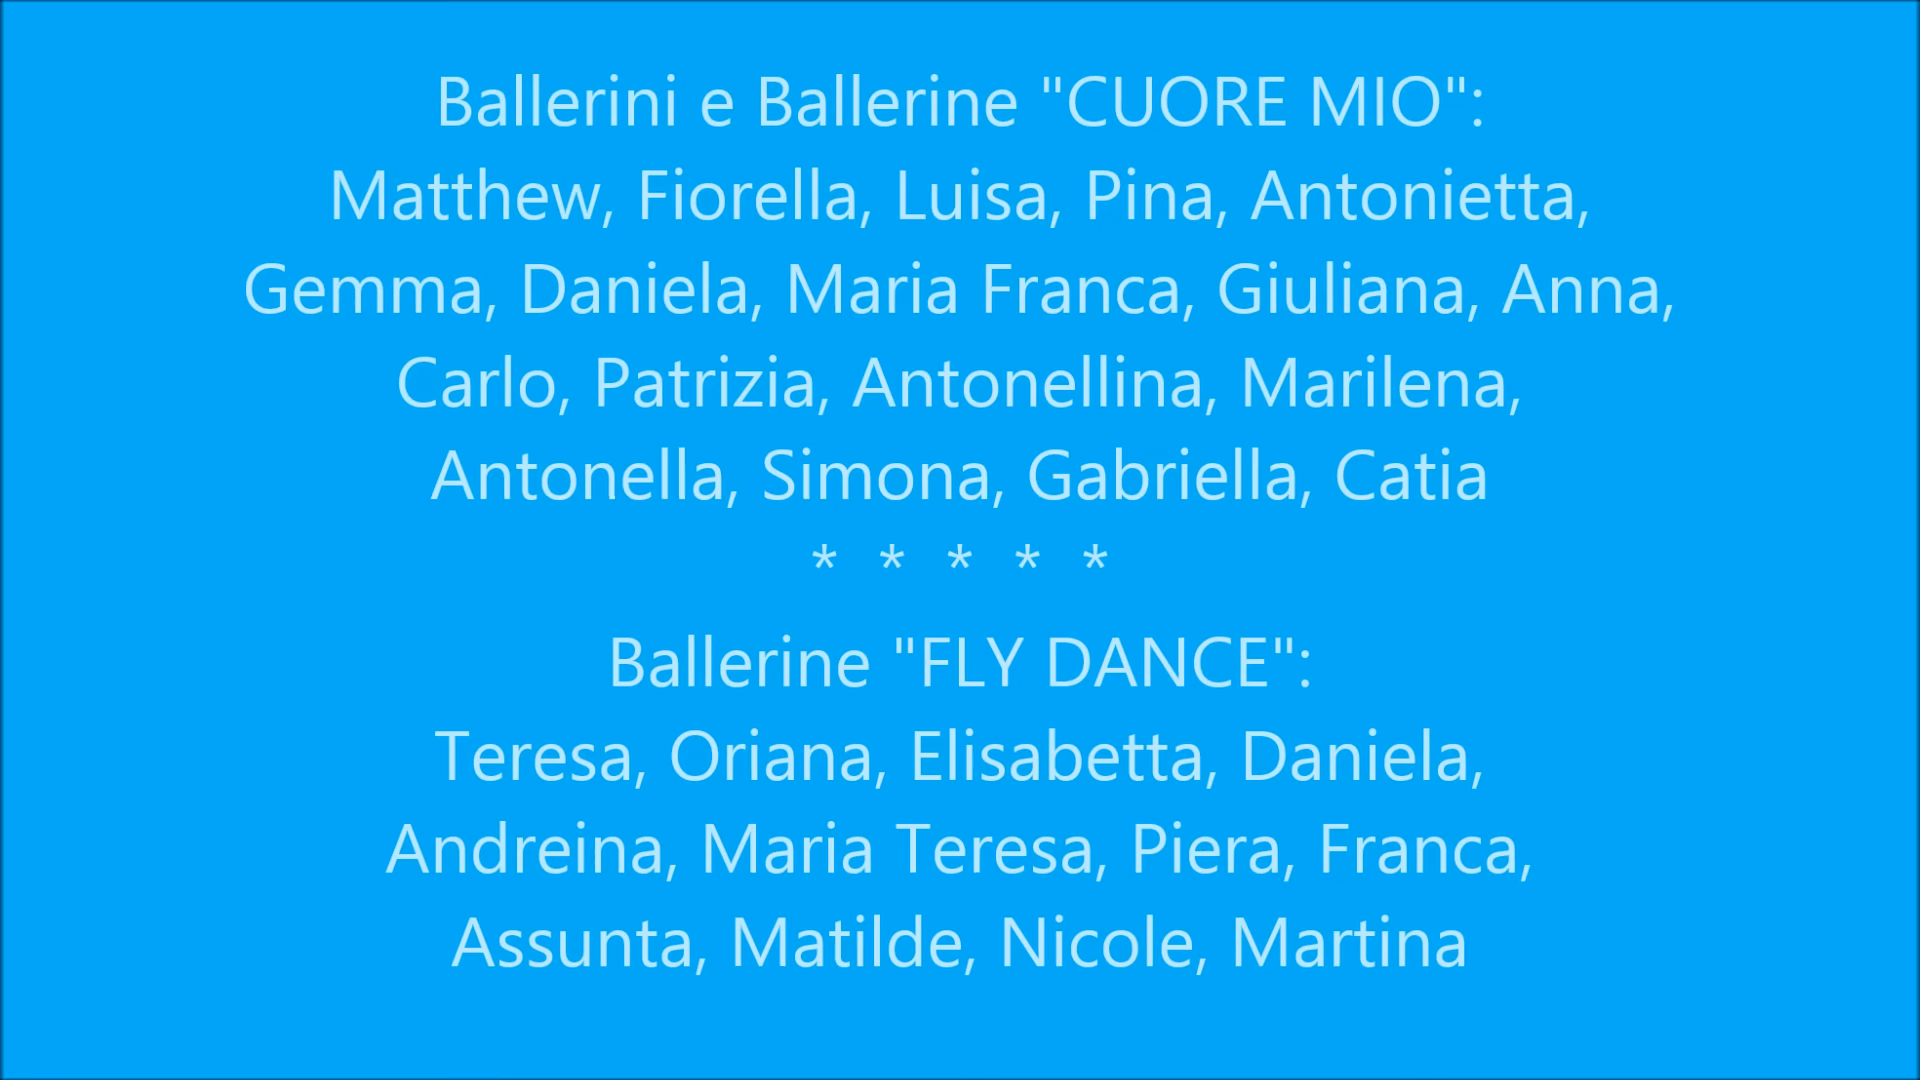 Ballerini e Ballerine "CUORE MIO":
Matthew, Fiorella, Luisa, Pina, Antonietta,
Gemma, Daniela, Maria Franca, Giuliana, Anna,
Carlo, Patrizia, Antonellina, Marilena,
Antonella, Simona, Gabriella, Catia
* * * * *
Ballerine "FLY DANCE":
Teresa, Oriana, Elisabetta, Daniela,
Andreina, Maria Teresa, Piera, Franca,
Assunta, Matilde, Nicole, Martina